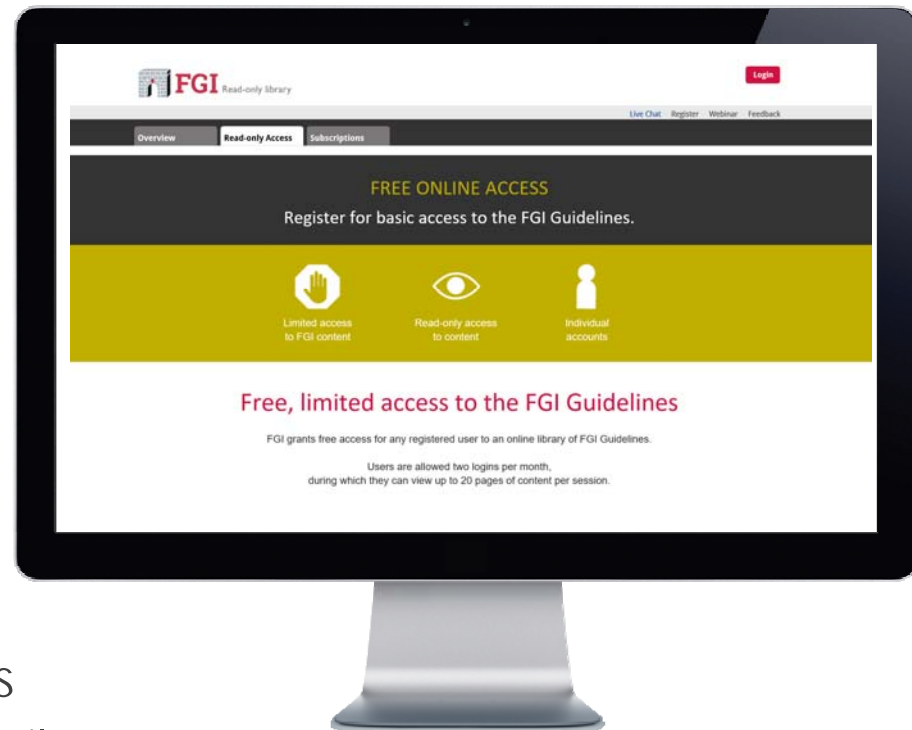 FGI Read-only library
Login
Live Chat Register Webinar Feedback
Overview Read-only Access Subscriptions
FREE ONLINE ACCESS
Register for basic access to the FGI Guidelines.
Limited access
to FGI content
Read-only access
to content
Individual
accounts
Free, limited access to the FGI Guidelines
FGI grants free access for any registered user to an online library of FGI Guidelines.
Users are allowed two logins per month,
during which they can view up to 20 pages of content per session.
S